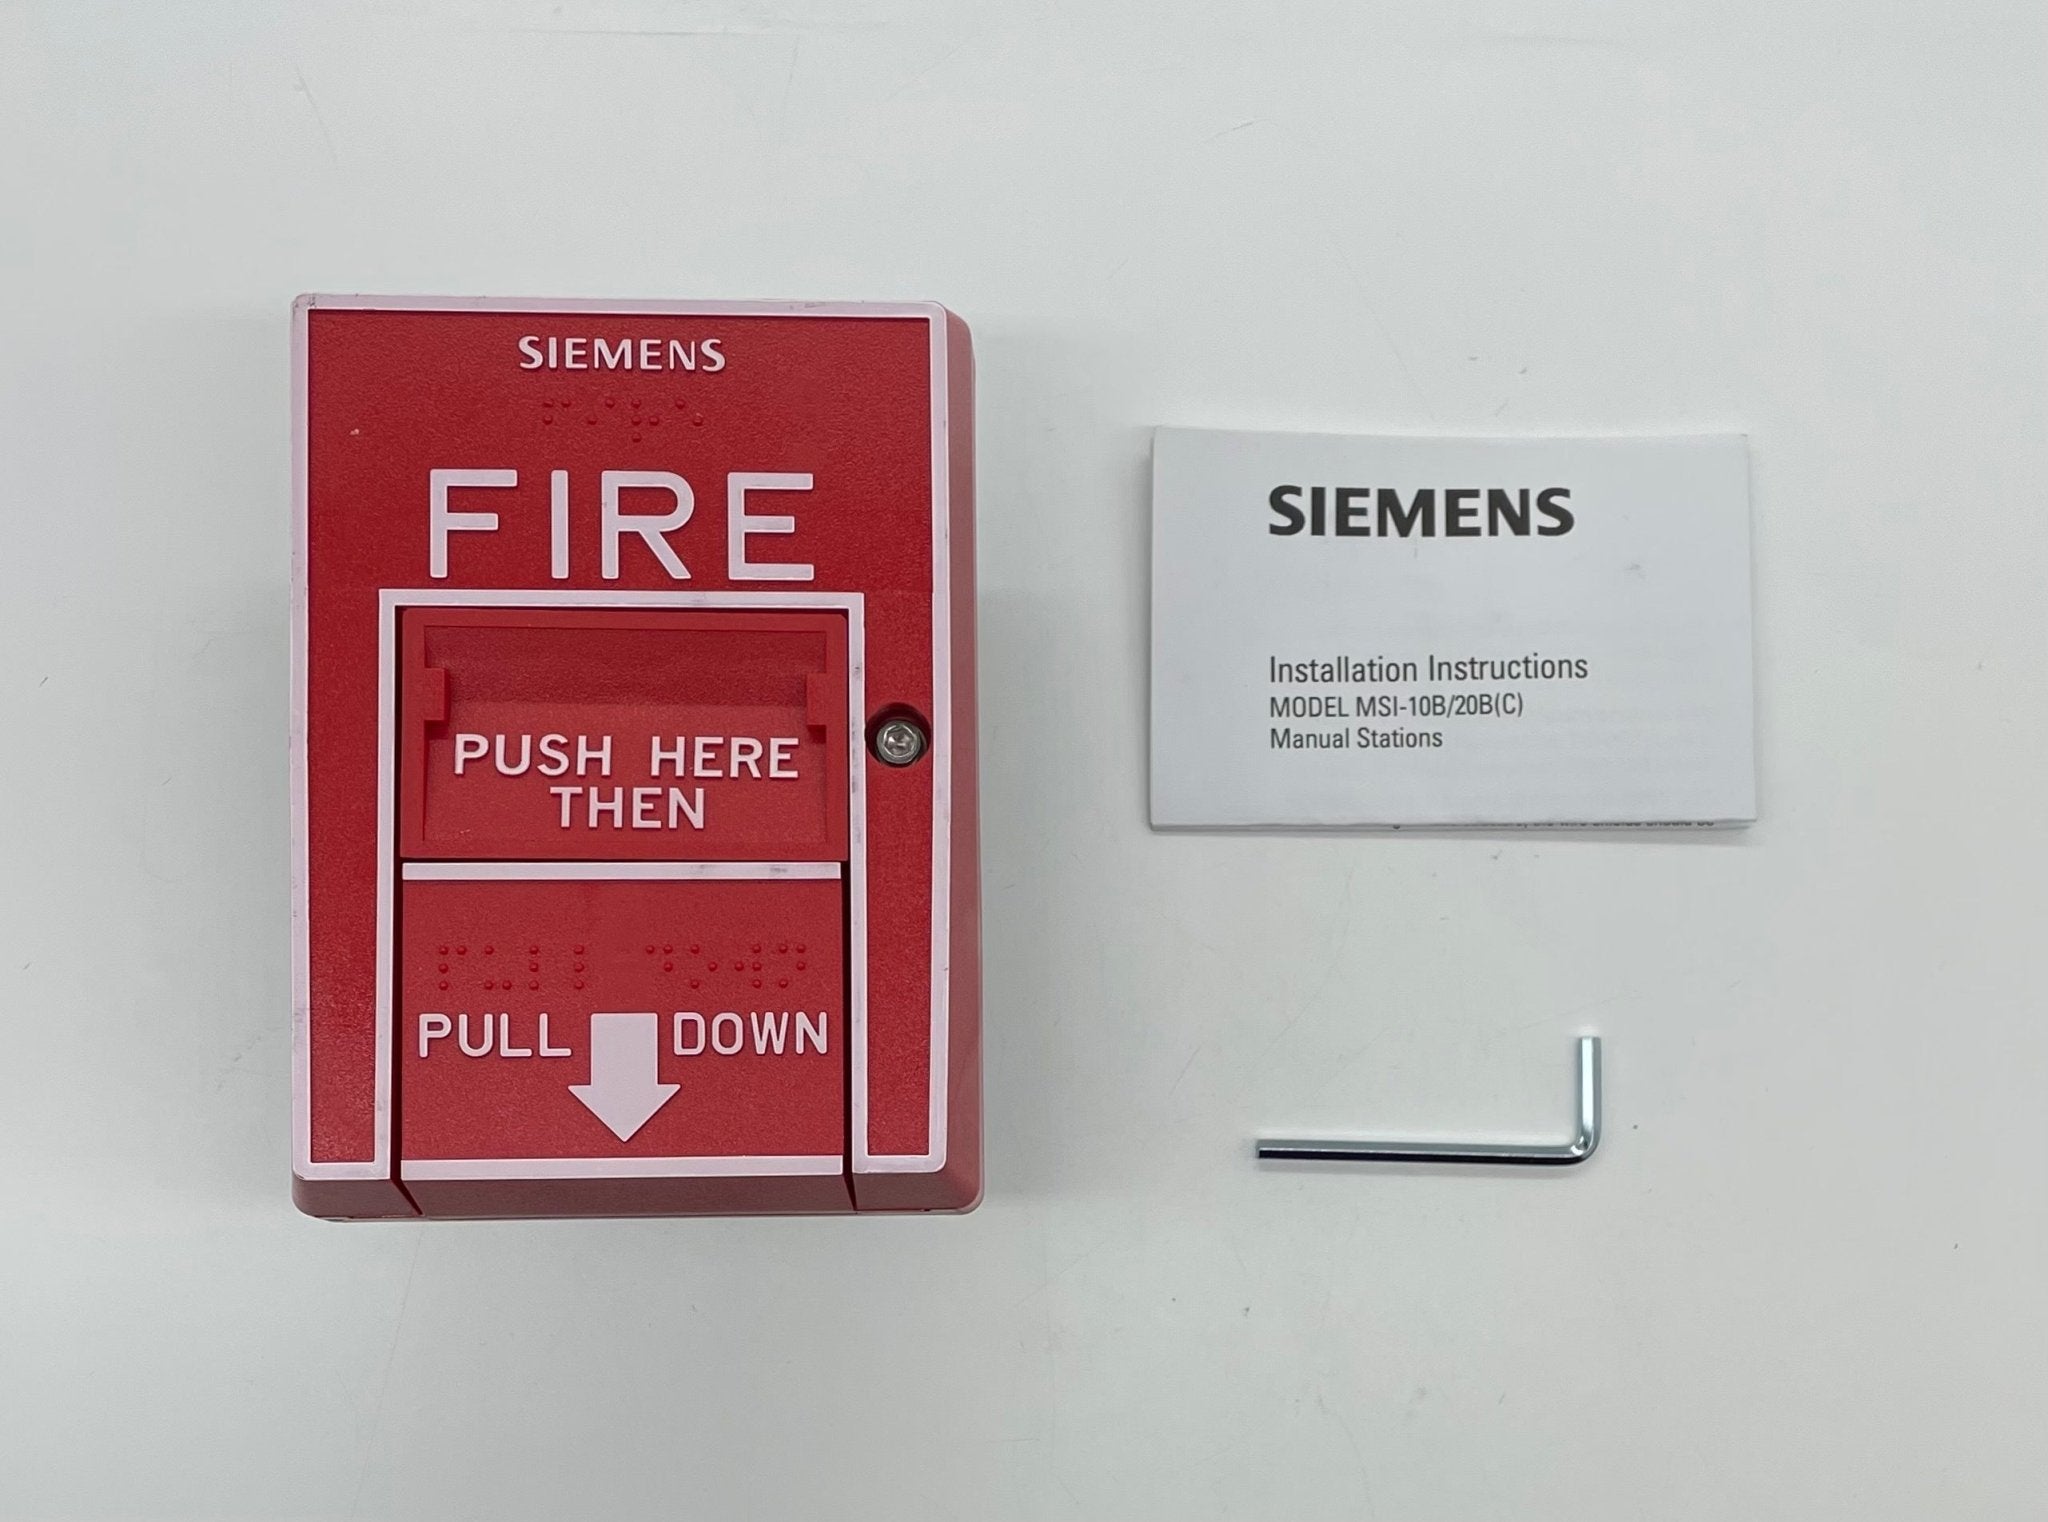 SIEMENS
⠋⠊⠗⠑
FIRE
PUSH HERE
THEN
⠏⠥⠇⠇ ⠙⠕⠺⠝
PULL DOWN
SIEMENS
Installation Instructions
MODEL MSI-10B/20B(C)
Manual Stations